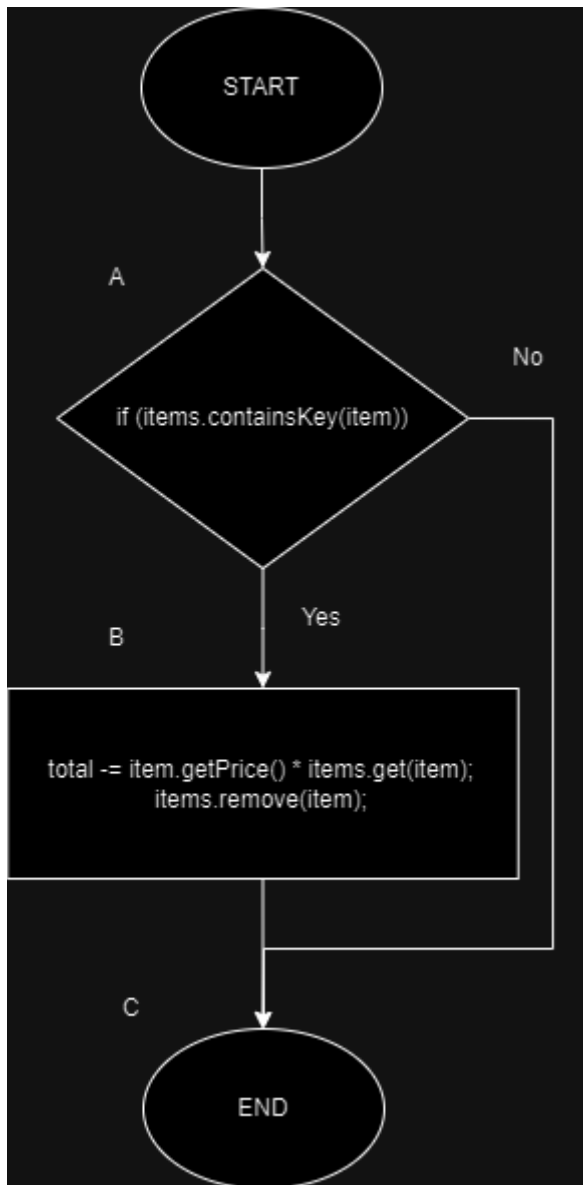 START
A
No
if (items.containsKey(item))
Yes
B
total -= item.getPrice() * items.get(item);
items.remove(item);
C
END